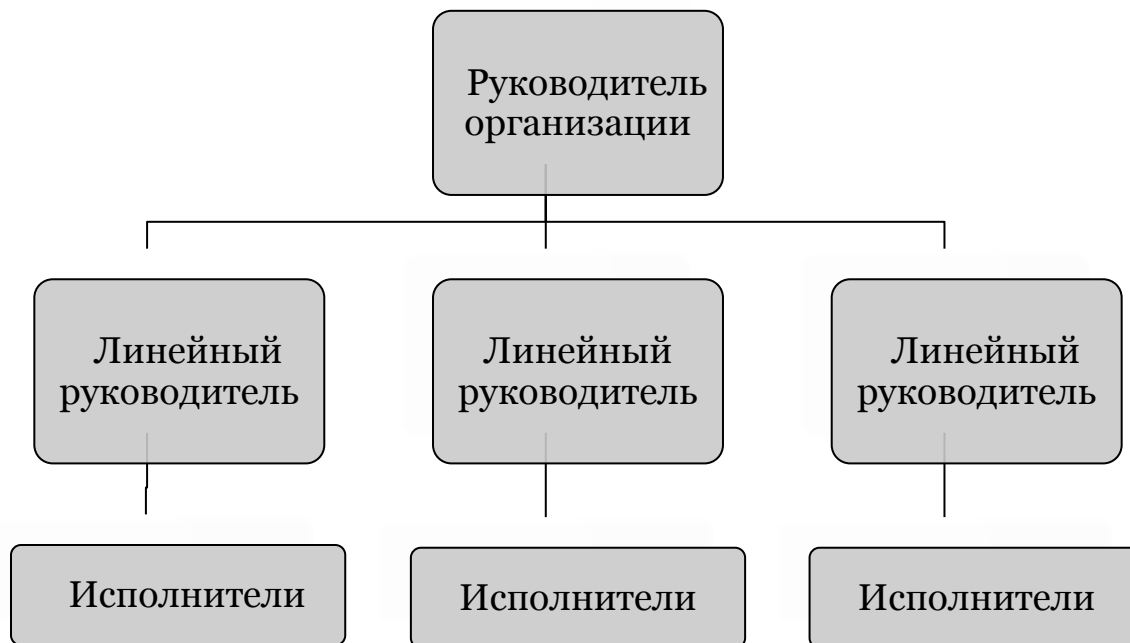 Руководитель
организации
Линейный
руководитель
Линейный
руководитель
Линейный
руководитель
Исполнители
Исполнители
Исполнители